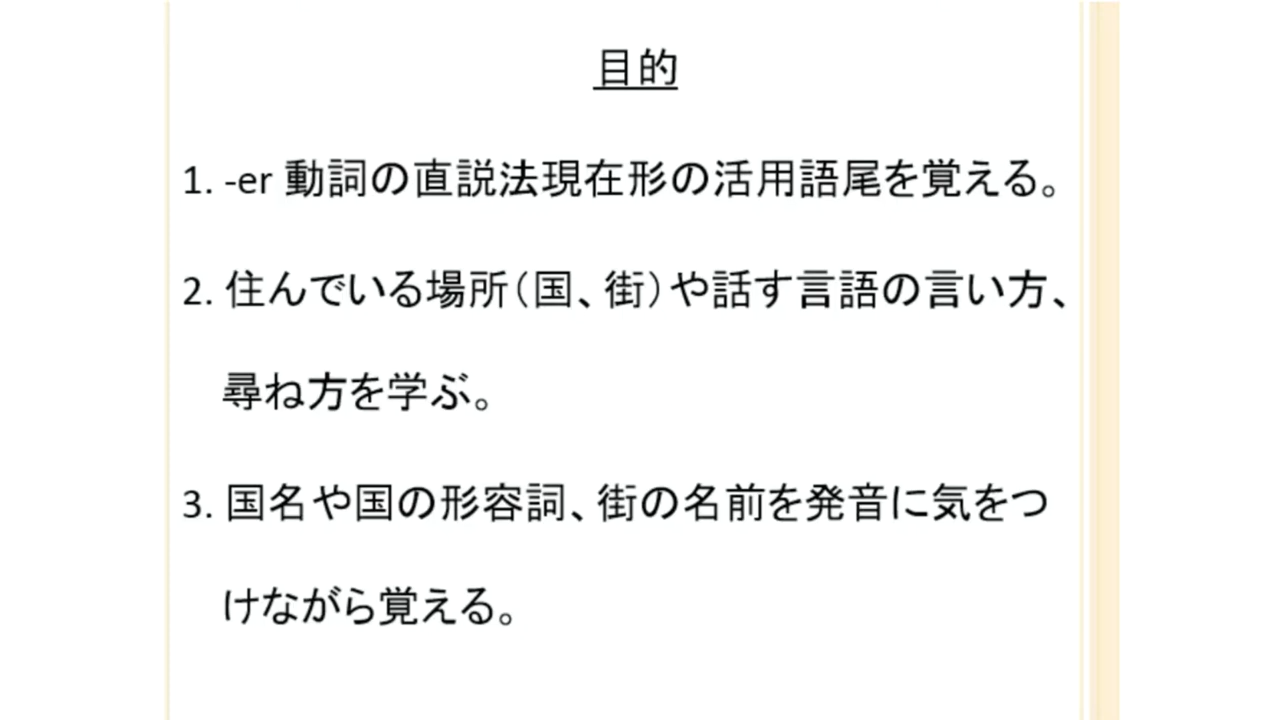 目的
1. -er 動詞の直説法現在形の活用語尾を覚える。
2. 住んでいる場所（国、街）や話す言語の言い方、
尋ね方を学ぶ。
3. 国名や国の形容詞、街の名前を発音に気をつ
けながら覚える。